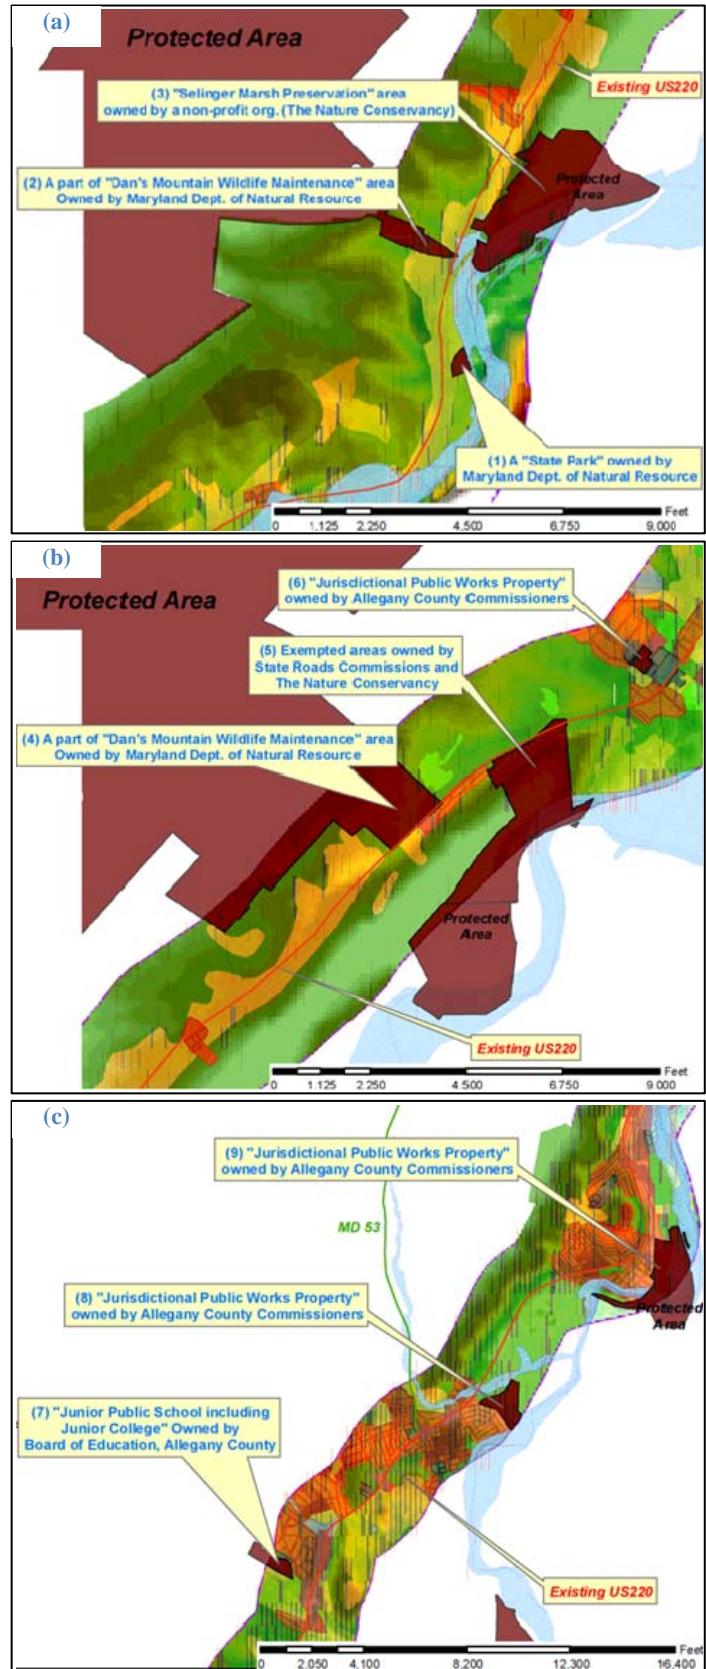 (a)
Protected Area
(3) "Selinger Marsh Preservation" area
owned by a non-profit org. (The Nature Conservancy)
Existing US220
(2) A part of "Dan's Mountain Wildlife Maintenance" area
Owned by Maryland Dept. of Natural Resource
Protected
Area
(1) A "State Park" owned by
Maryland Dept. of Natural Resource
Feet
0 1.125 2.250 4.500 6.750 9.000
(b)
Protected Area
(6) "Jurisdictional Public Works Property"
owned by Allegany County Commissioners
(5) Exempted areas owned by
State Roads Commissions and
The Nature Conservancy
(4) A part of "Dan's Mountain Wildlife Maintenance" area
Owned by Maryland Dept. of Natural Resource
Protected
Area
Existing US220
Feet
0 1.125 2.250 4.500 6.750 9.000
(c)
(9) "Jurisdictional Public Works Property"
owned by Allegany County Commissioners
MD 53
(8) "Jurisdictional Public Works Property"
owned by Allegany County Commissioners
Protected
Area
(7) "Junior Public School including
Junior College" Owned by
Board of Education, Allegany County
Existing US220
Feet
0 2.050 4.100 8.200 12.300 16.400